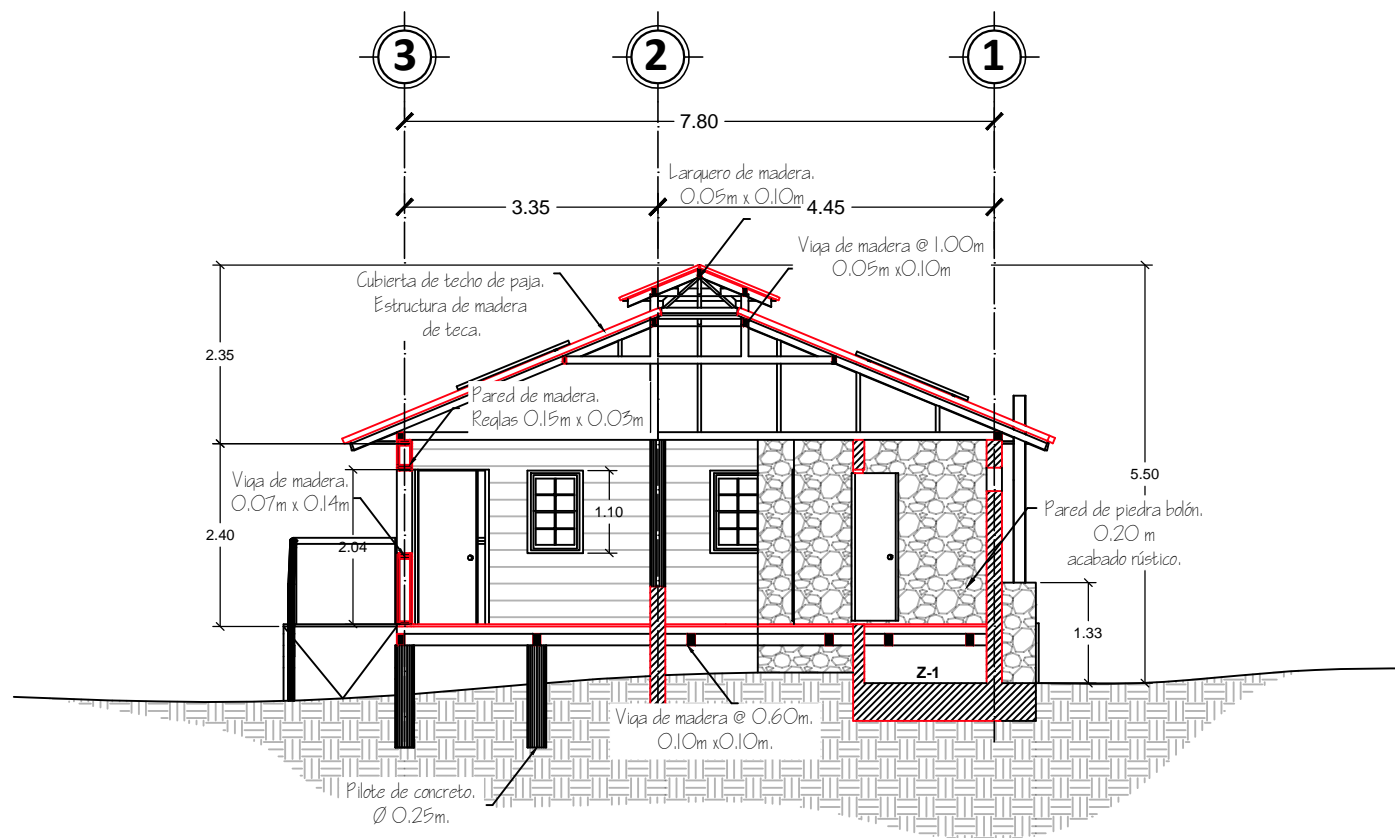 3
2
1
7.80
Larguero de madera.
0.05m x 0.10m
3.35
4.45
Viga de madera @ 1.00m
0.05m x0.10m
Cubierta de techo de paja.
Estructura de madera
de teca.
2.35
Pared de madera.
Reglas 0.15m x 0.03m
Viga de madera.
0.07m x 0.14m
5.50
1.10
Pared de piedra bolón.
0.20 m
acabado rústico.
2.40
2.04
1.33
Z-1
Viga de madera @ 0.60m.
0.10m x0.10m.
Pilote de concreto.
Ø 0.25m.